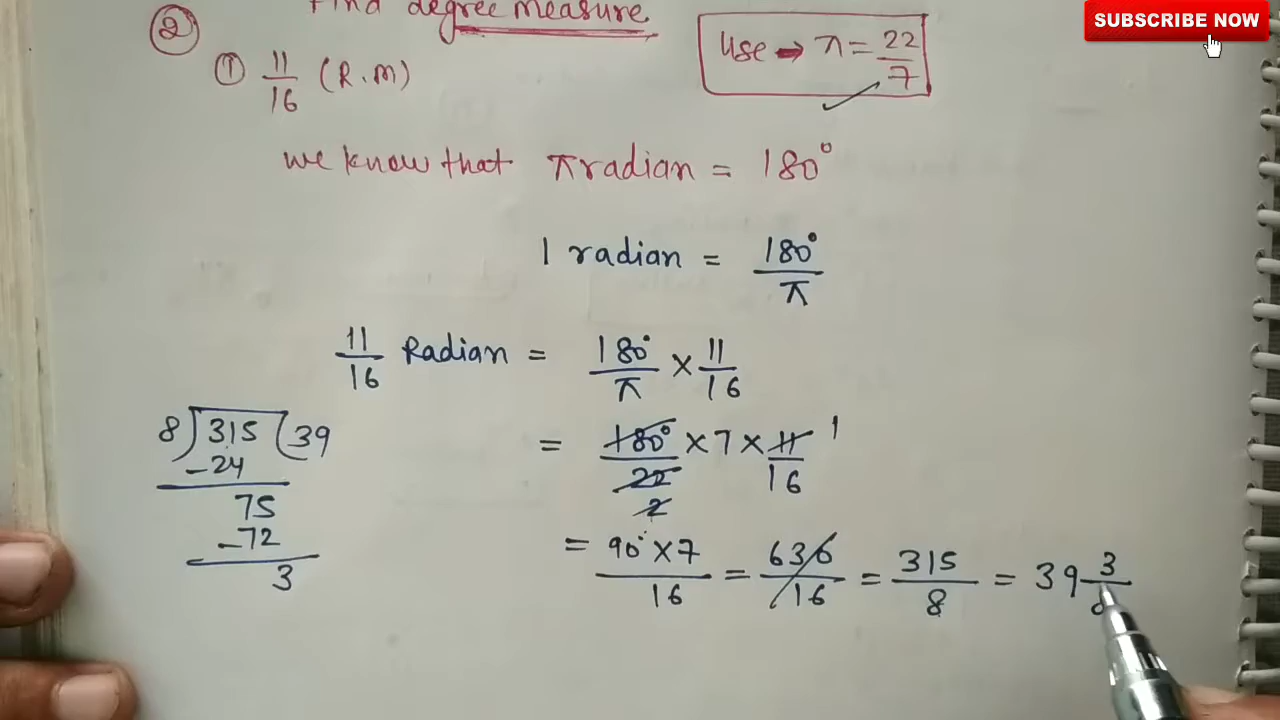 SUBSCRIBE NOW
② Find degree measure
① 11/16 (R.M)
Use → π = 22/7
we know that π radian = 180°
1 radian = 180°/π
11/16 Radian = 180°/π × 11/16
= 180°/22 × 7 × 11/16 1
2
= 90° × 7/16 = 630/16 = 315/8 = 39 3/8
8)315(39
-24
75
-72
3